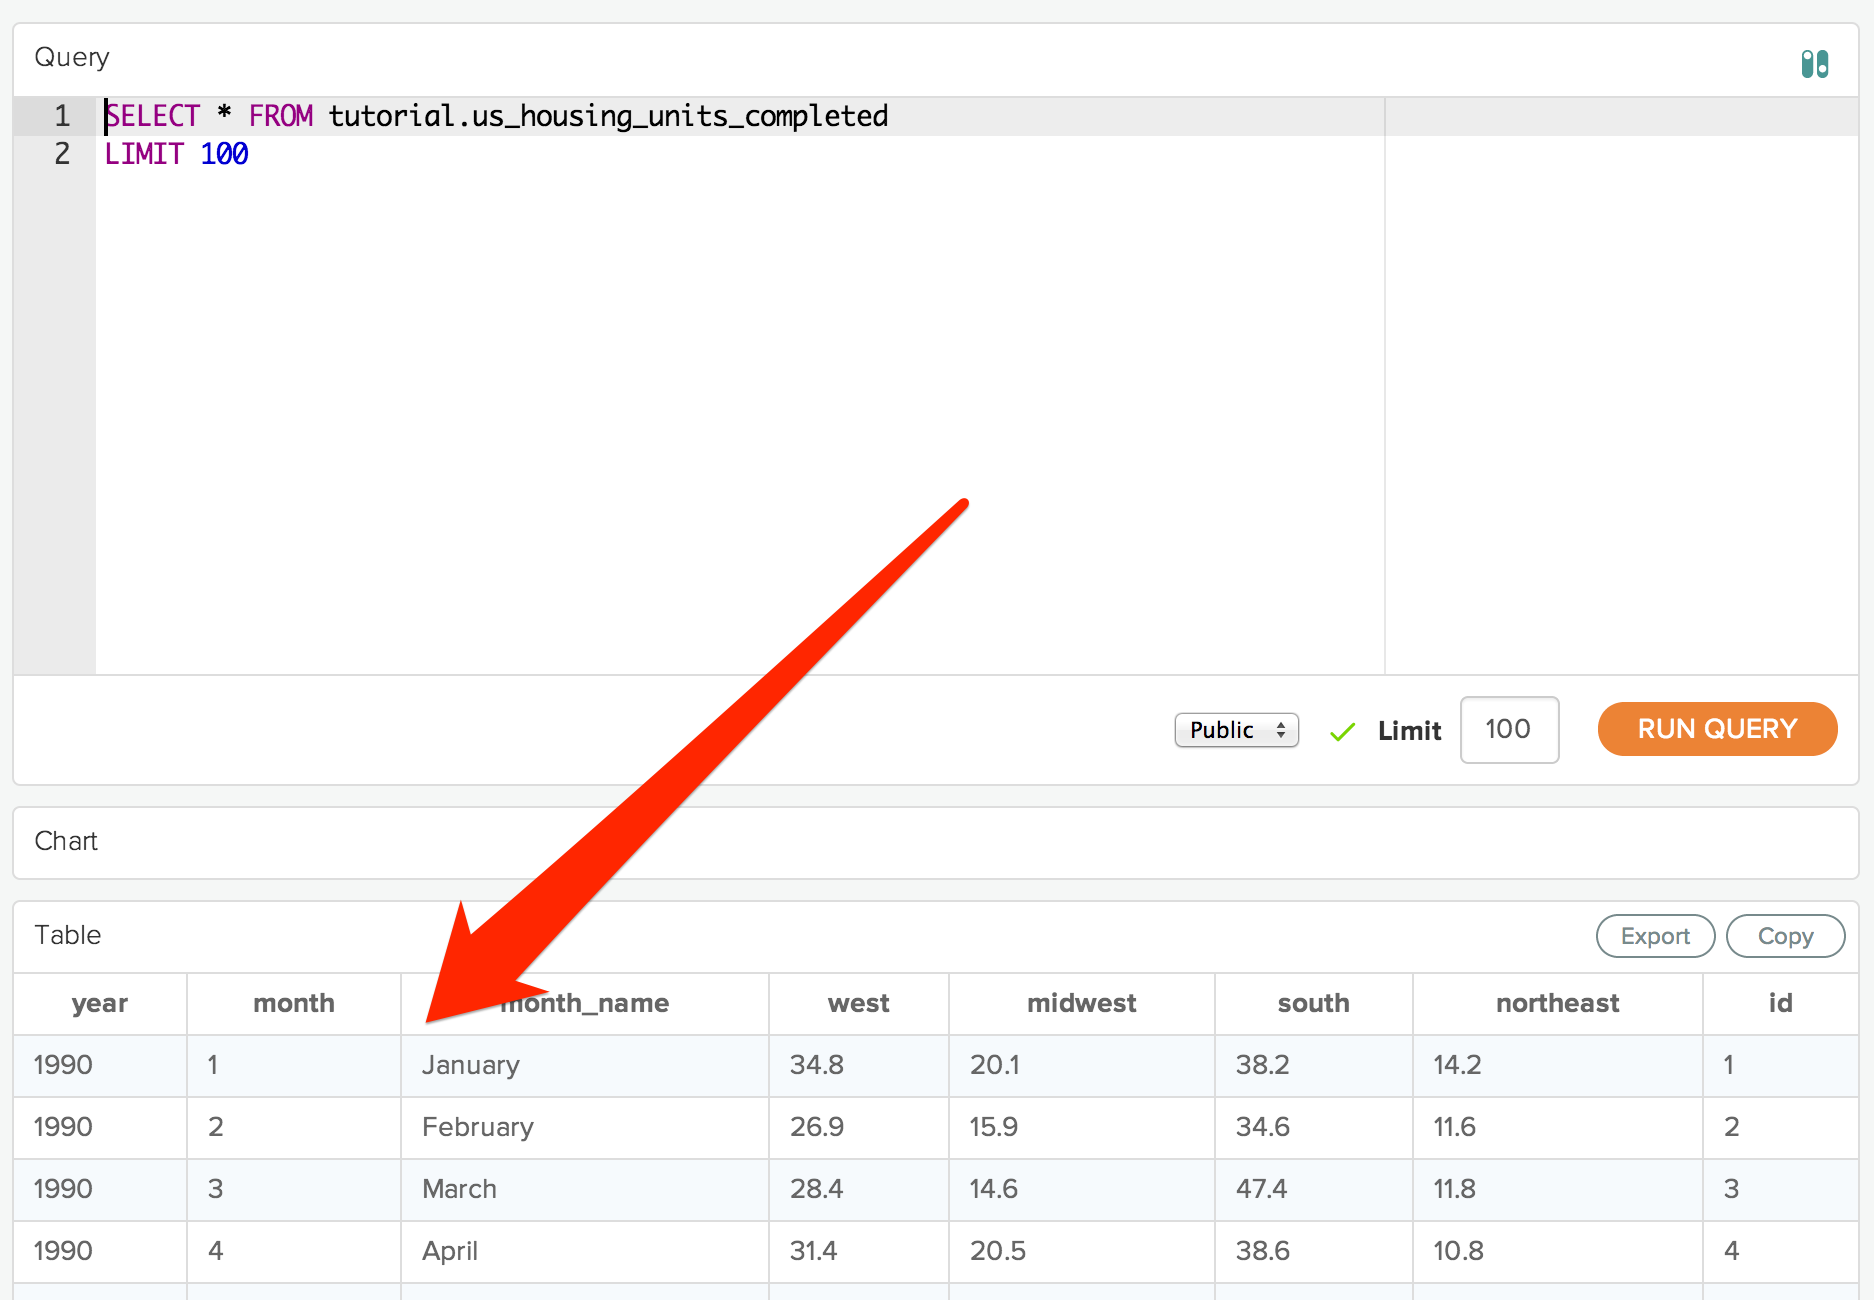 Query
1 SELECT * FROM tutorial.us_housing_units_completed
2 LIMIT 100
Public Limit 100 RUN QUERY
Chart
Table Export Copy
year month month_name west midwest south northeast id
1990 1 January 34.8 20.1 38.2 14.2 1
1990 2 February 26.9 15.9 34.6 11.6 2
1990 3 March 28.4 14.6 47.4 11.8 3
1990 4 April 31.4 20.5 38.6 10.8 4